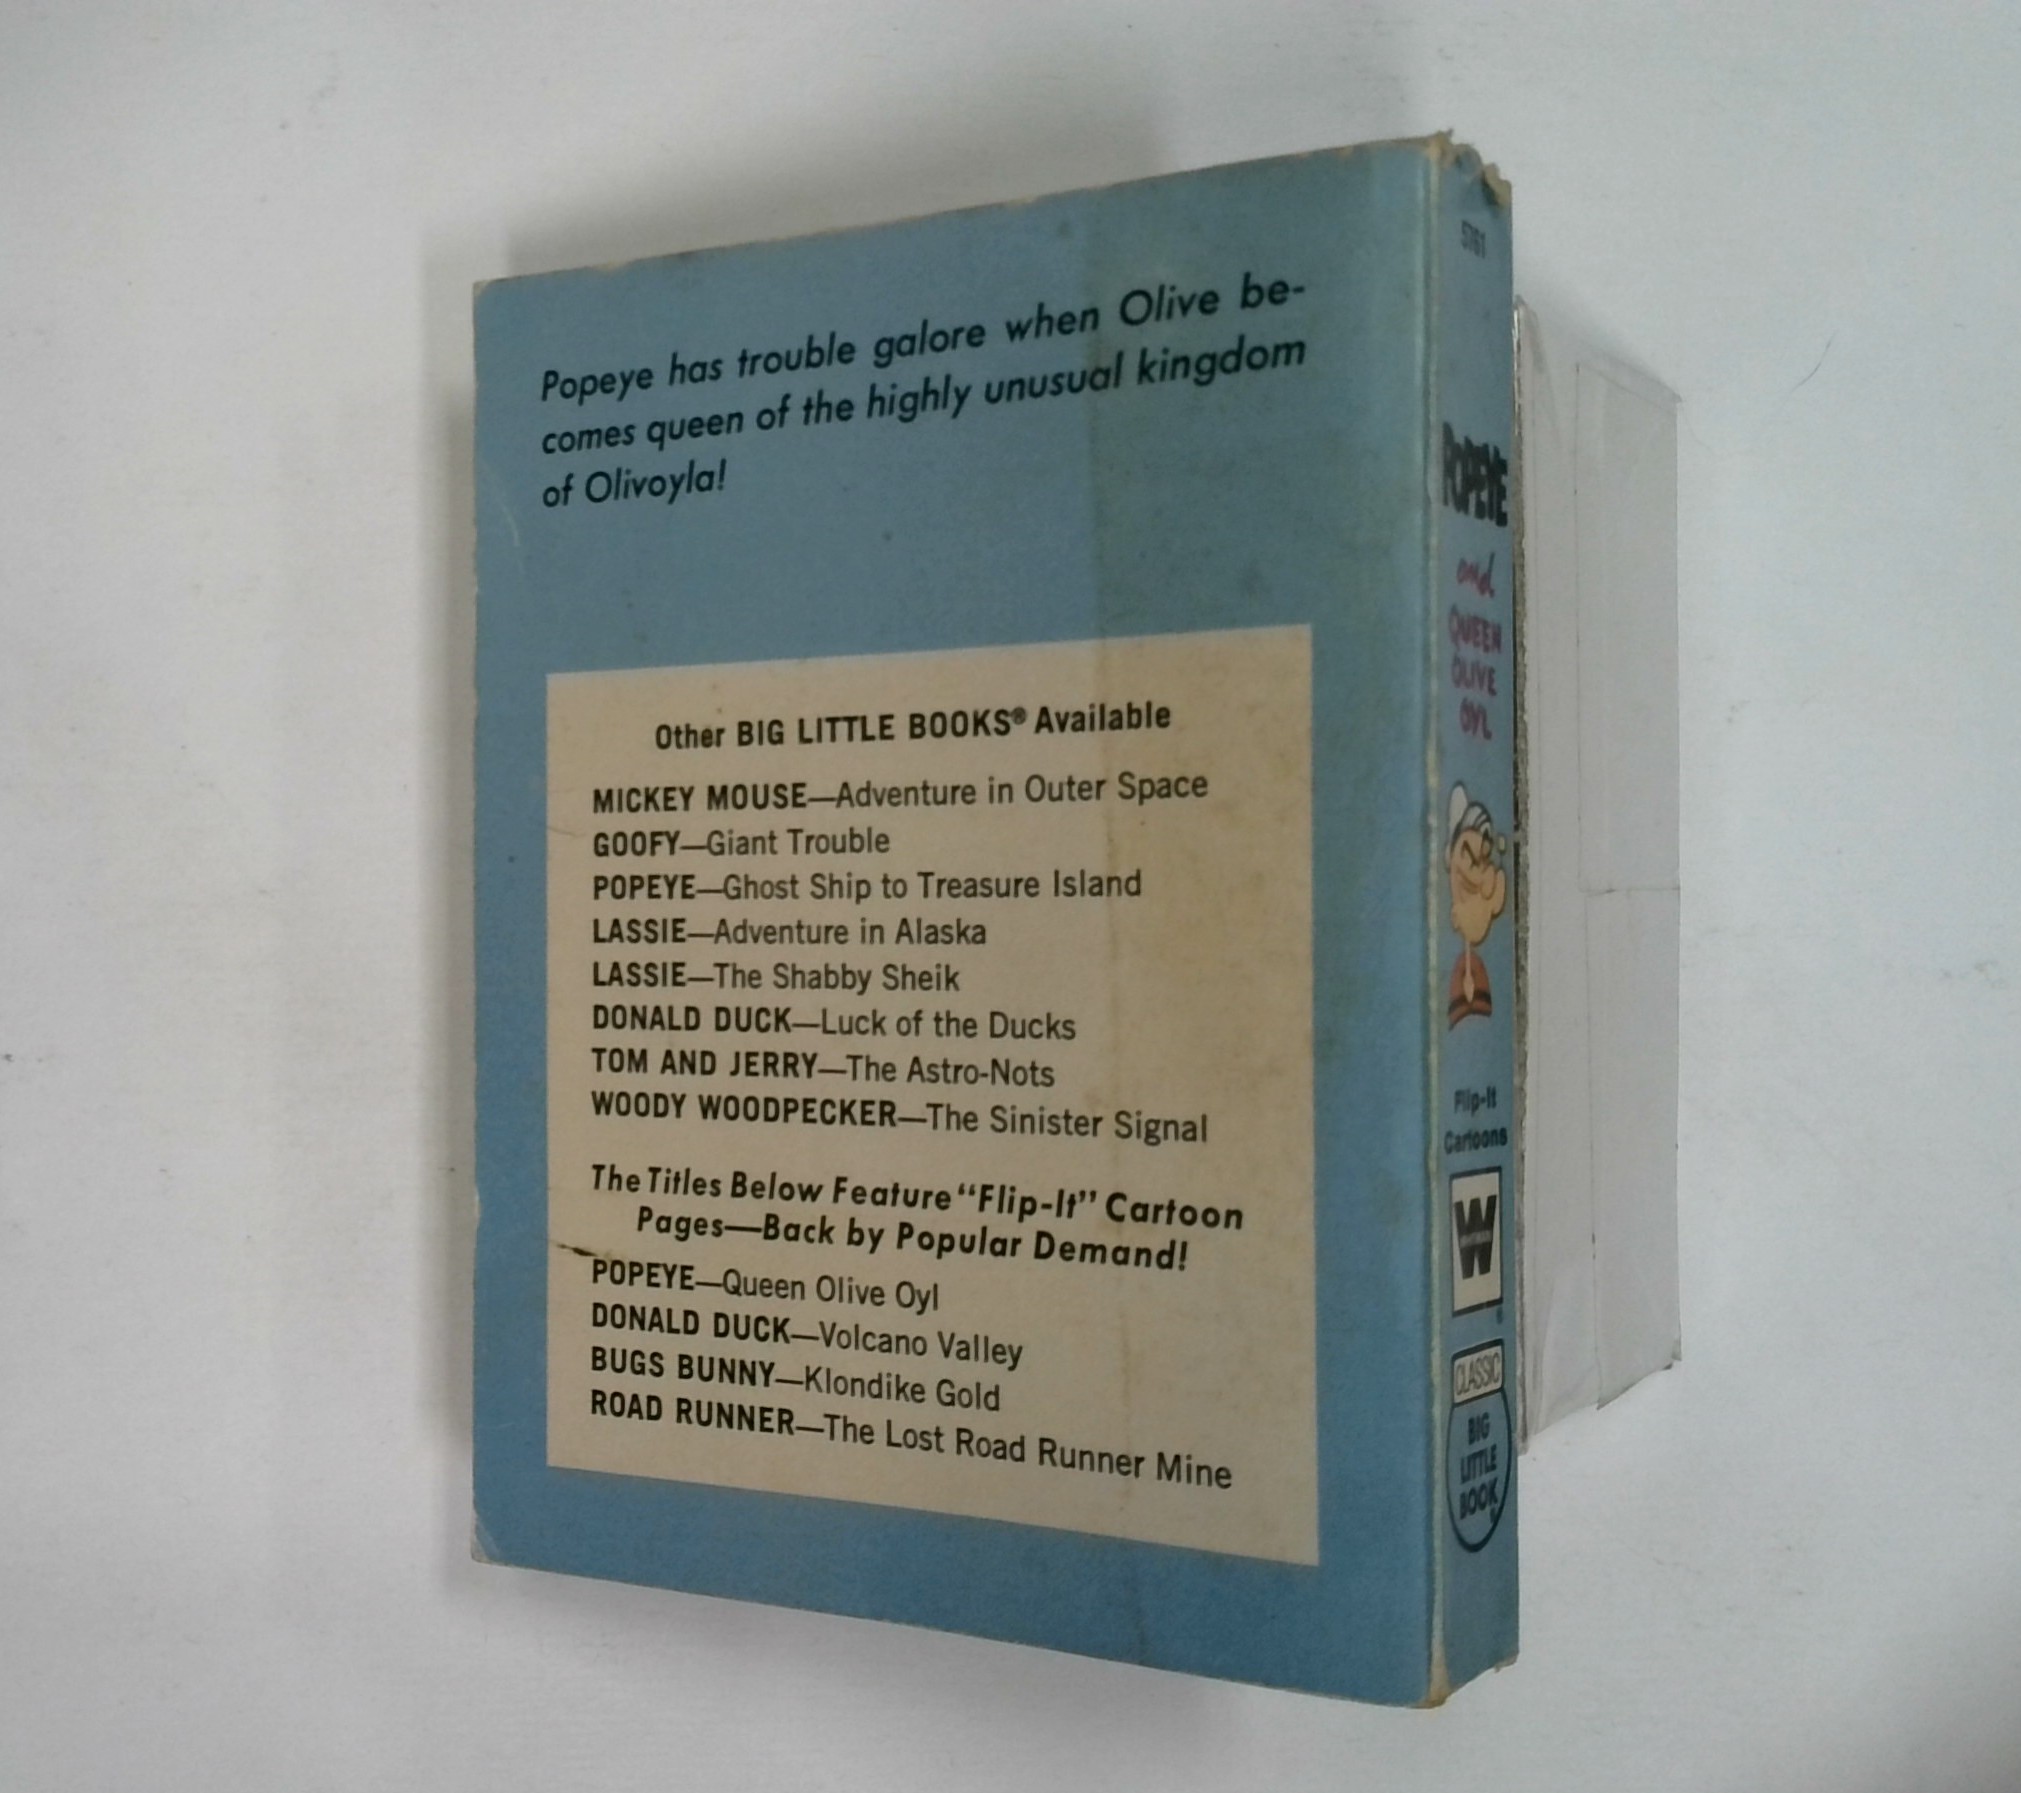 Popeye has trouble galore when Olive be-
comes queen of the highly unusual kingdom
of Olivoyla!
Other BIG LITTLE BOOKS® Available
MICKEY MOUSE—Adventure in Outer Space
GOOFY—Giant Trouble
POPEYE—Ghost Ship to Treasure Island
LASSIE—Adventure in Alaska
LASSIE—The Shabby Sheik
DONALD DUCK—Luck of the Ducks
TOM AND JERRY—The Astro-Nots
WOODY WOODPECKER—The Sinister Signal
The Titles Below Feature “Flip-It” Cartoon
Pages—Back by Popular Demand!
POPEYE—Queen Olive Oyl
DONALD DUCK—Volcano Valley
BUGS BUNNY—Klondike Gold
ROAD RUNNER—The Lost Road Runner Mine
5761
POPEYE
and
QUEEN
OLIVE
OYL
Flip-It
Cartoons
W
®
CLASSIC
BIG
LITTLE
BOOK
®